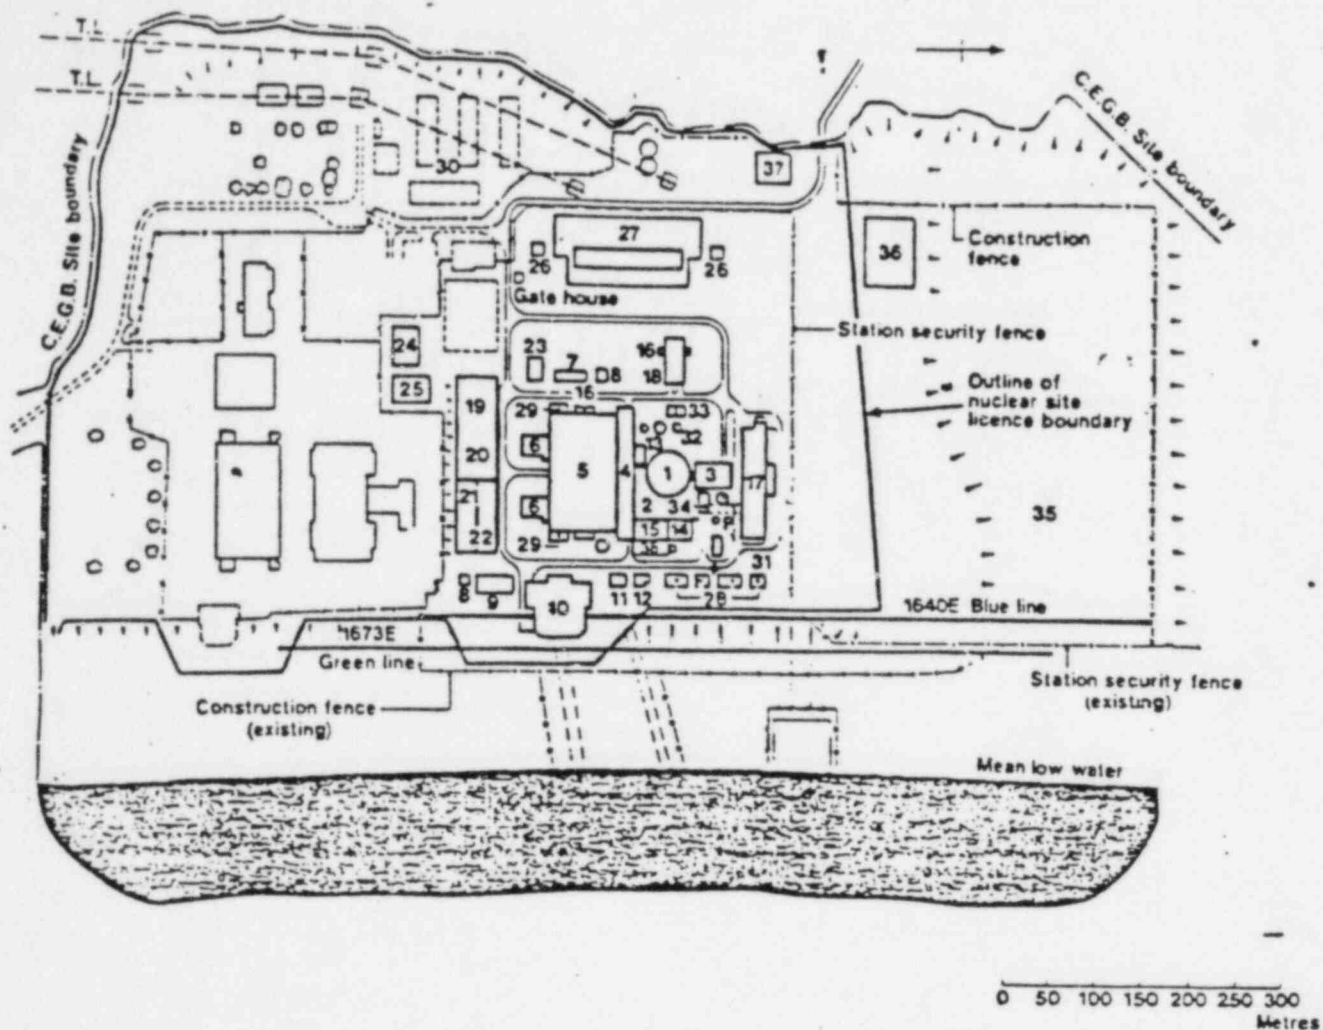 T.L.
T.L.
C.E.G.B. Site boundary
C.E.G.B. Site boundary
30
37
27
26
26
36
Construction
fence
Gate house
Station security fence
24
25
23
7
8
16
16
18
Outline of
nuclear site
licence boundary
19
20
21
22
29
6
5
4
33
32
1
3
17
6
2
34
15
14
29
35
31
8
9
10
11
12
28
1640E Blue line
1673E
Green line
Construction fence
(existing)
Station security fence
(existing)
Mean low water
0 50 100 150 200 250 300
Metres